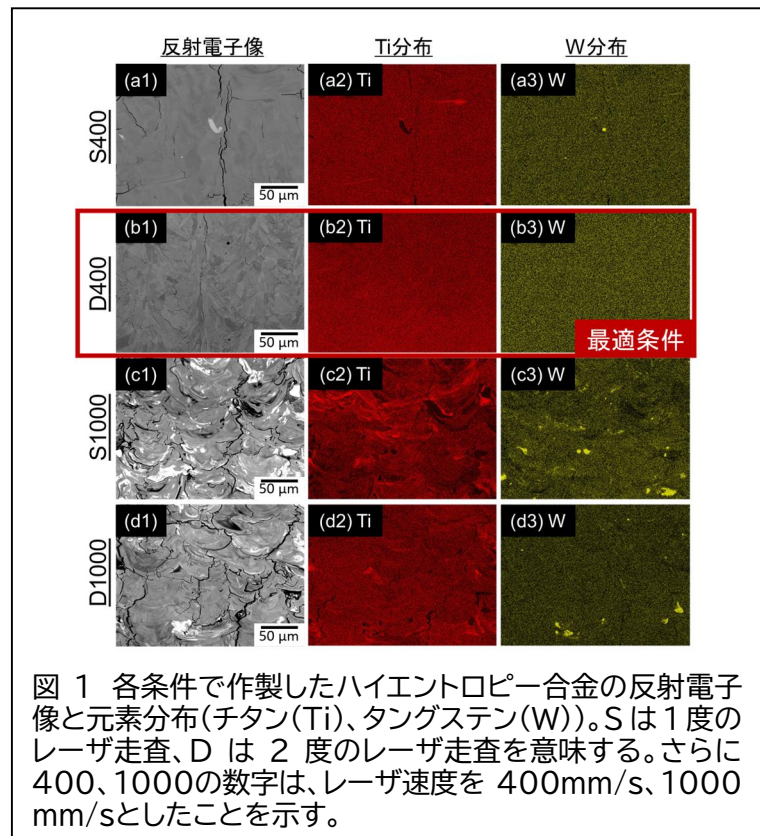 反射電子像 Ti分布 W分布
S400
(a1) (a2) Ti (a3) W
50 μm
D400
(b1) (b2) Ti (b3) W
50 μm
最適条件
S1000
(c1) (c2) Ti (c3) W
50 μm
D1000
(d1) (d2) Ti (d3) W
50 μm
図 1 各条件で作製したハイエントロピー合金の反射電子
像と元素分布(チタン(Ti)、タングステン(W))。S は１度の
レーザ走査、D は 2 度のレーザ走査を意味する。さらに
400、1000の数字は、レーザ速度を 400mm/s、1000
mm/sとしたことを示す。